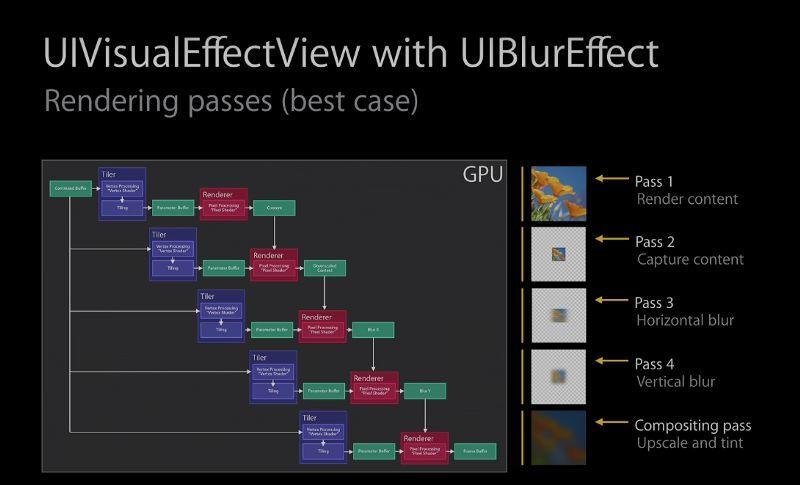 UIVisualEffectView with UIBlurEffect
Rendering passes (best case)
GPU
Command Buffer
Tiler
Vertex Processing
"Vertex Shader"
Tiling
Parameter Buffer
Renderer
Pixel Processing
"Pixel Shader"
Content
Tiler
Vertex Processing
"Vertex Shader"
Tiling
Parameter Buffer
Renderer
Pixel Processing
"Pixel Shader"
Downscaled
Content
Tiler
Vertex Processing
"Vertex Shader"
Tiling
Parameter Buffer
Renderer
Pixel Processing
"Pixel Shader"
Blur X
Tiler
Vertex Processing
"Vertex Shader"
Tiling
Parameter Buffer
Renderer
Pixel Processing
"Pixel Shader"
Blur Y
Tiler
Vertex Processing
"Vertex Shader"
Tiling
Parameter Buffer
Renderer
Pixel Processing
"Pixel Shader"
Frame Buffer
Pass 1
Render content
Pass 2
Capture content
Pass 3
Horizontal blur
Pass 4
Vertical blur
Compositing pass
Upscale and tint